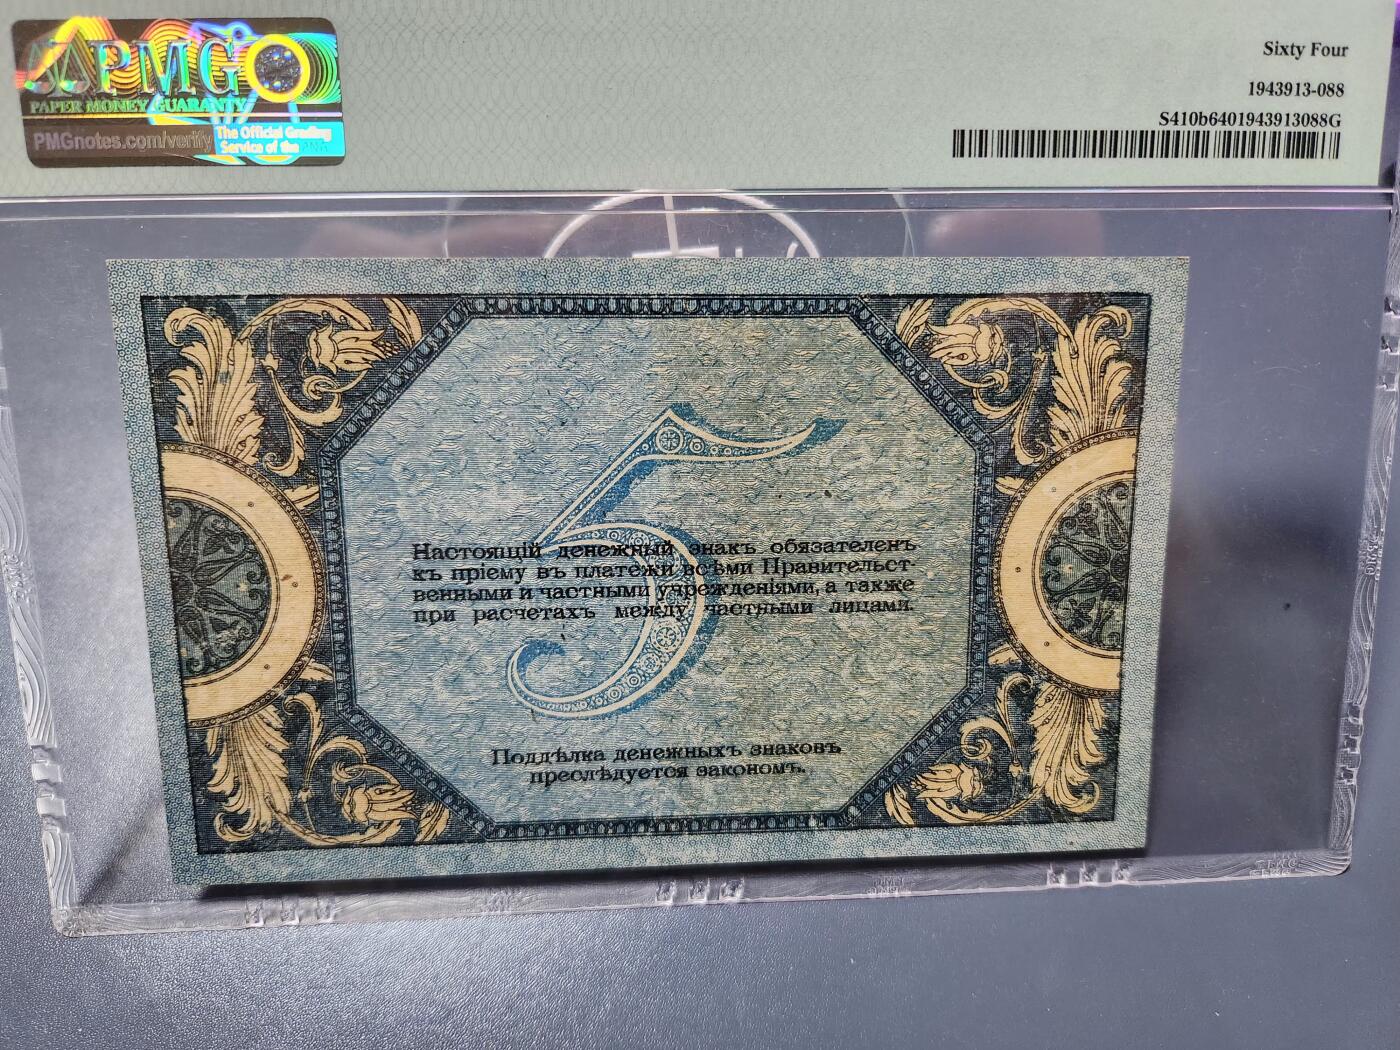 PMG
PAPER MONEY GUARANTY
PMGnotes.com/verify
The Official Grading
Service of the PNA
Sixty Four
1943913-088
S410b6401943913088G
5
Настоящій денежный знакъ обязателенъ
къ пріему въ платежи всѣми Правительст-
венными и частными учрежденіями, а также
при расчетахъ между частными лицами.
Поддѣлка денежныхъ знаковъ
преслѣдуется закономъ.